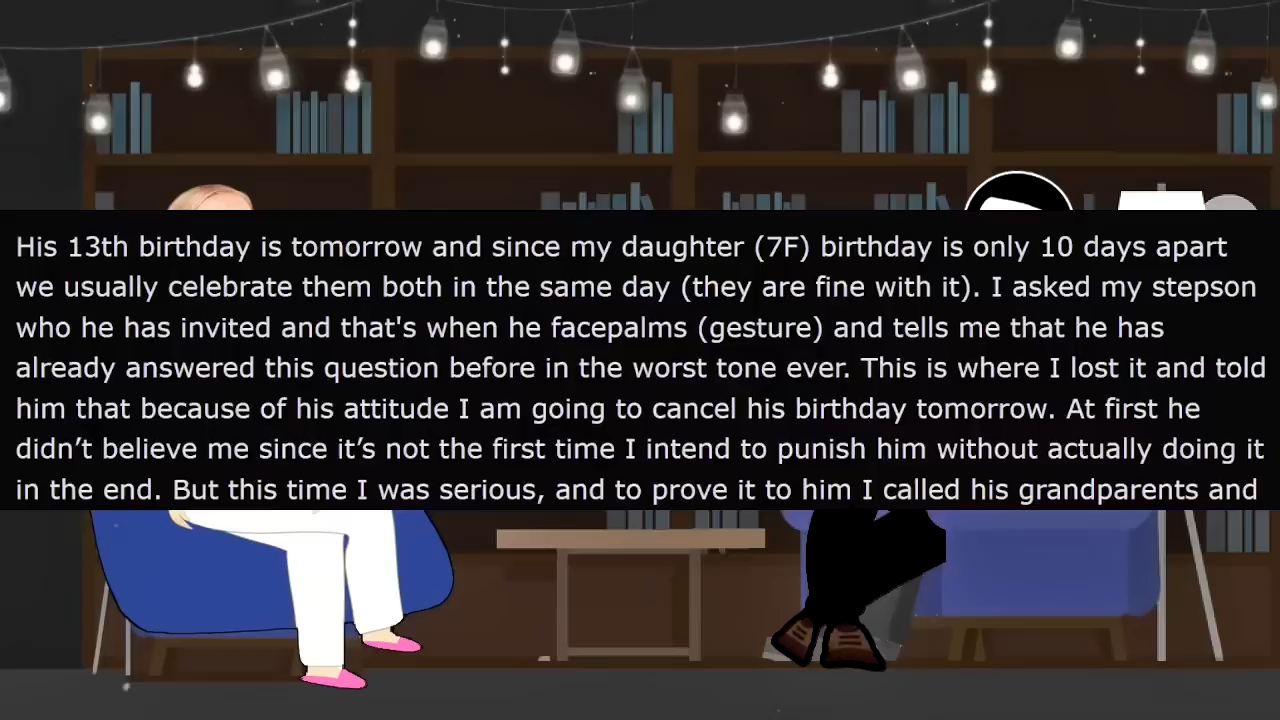 His 13th birthday is tomorrow and since my daughter (7F) birthday is only 10 days apart
we usually celebrate them both in the same day (they are fine with it). I asked my stepson
who he has invited and that's when he facepalms (gesture) and tells me that he has
already answered this question before in the worst tone ever. This is where I lost it and told
him that because of his attitude I am going to cancel his birthday tomorrow. At first he
didn’t believe me since it’s not the first time I intend to punish him without actually doing it
in the end. But this time I was serious, and to prove it to him I called his grandparents and